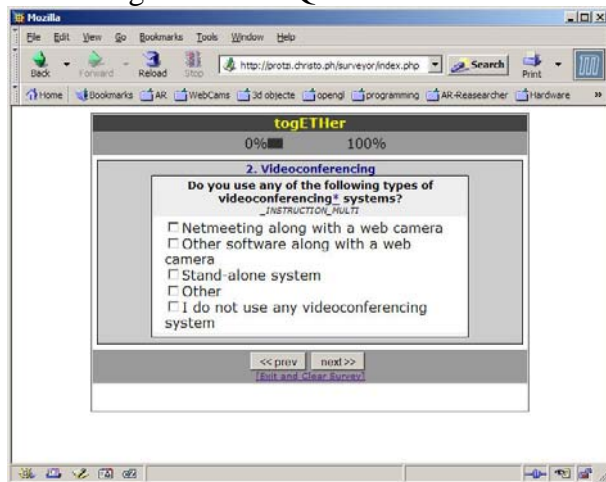 Mozilla
File Edit View Go Bookmarks Tools Window Help
Back Forward Reload Stop http://protzi.christo.ph/surveyor/index.php Search Print
Home Bookmarks AR WebCams 3d objecte opengl programming AR-Reasearcher Hardware »
togETHer
0% 100%
2. Videoconferencing
Do you use any of the following types of
videoconferencing* systems?
_INSTRUCTION_MULTI
Netmeeting along with a web camera
Other software along with a web
camera
Stand-alone system
Other
I do not use any videoconferencing
system
<< prev next >>
[Exit and Clear Survey]